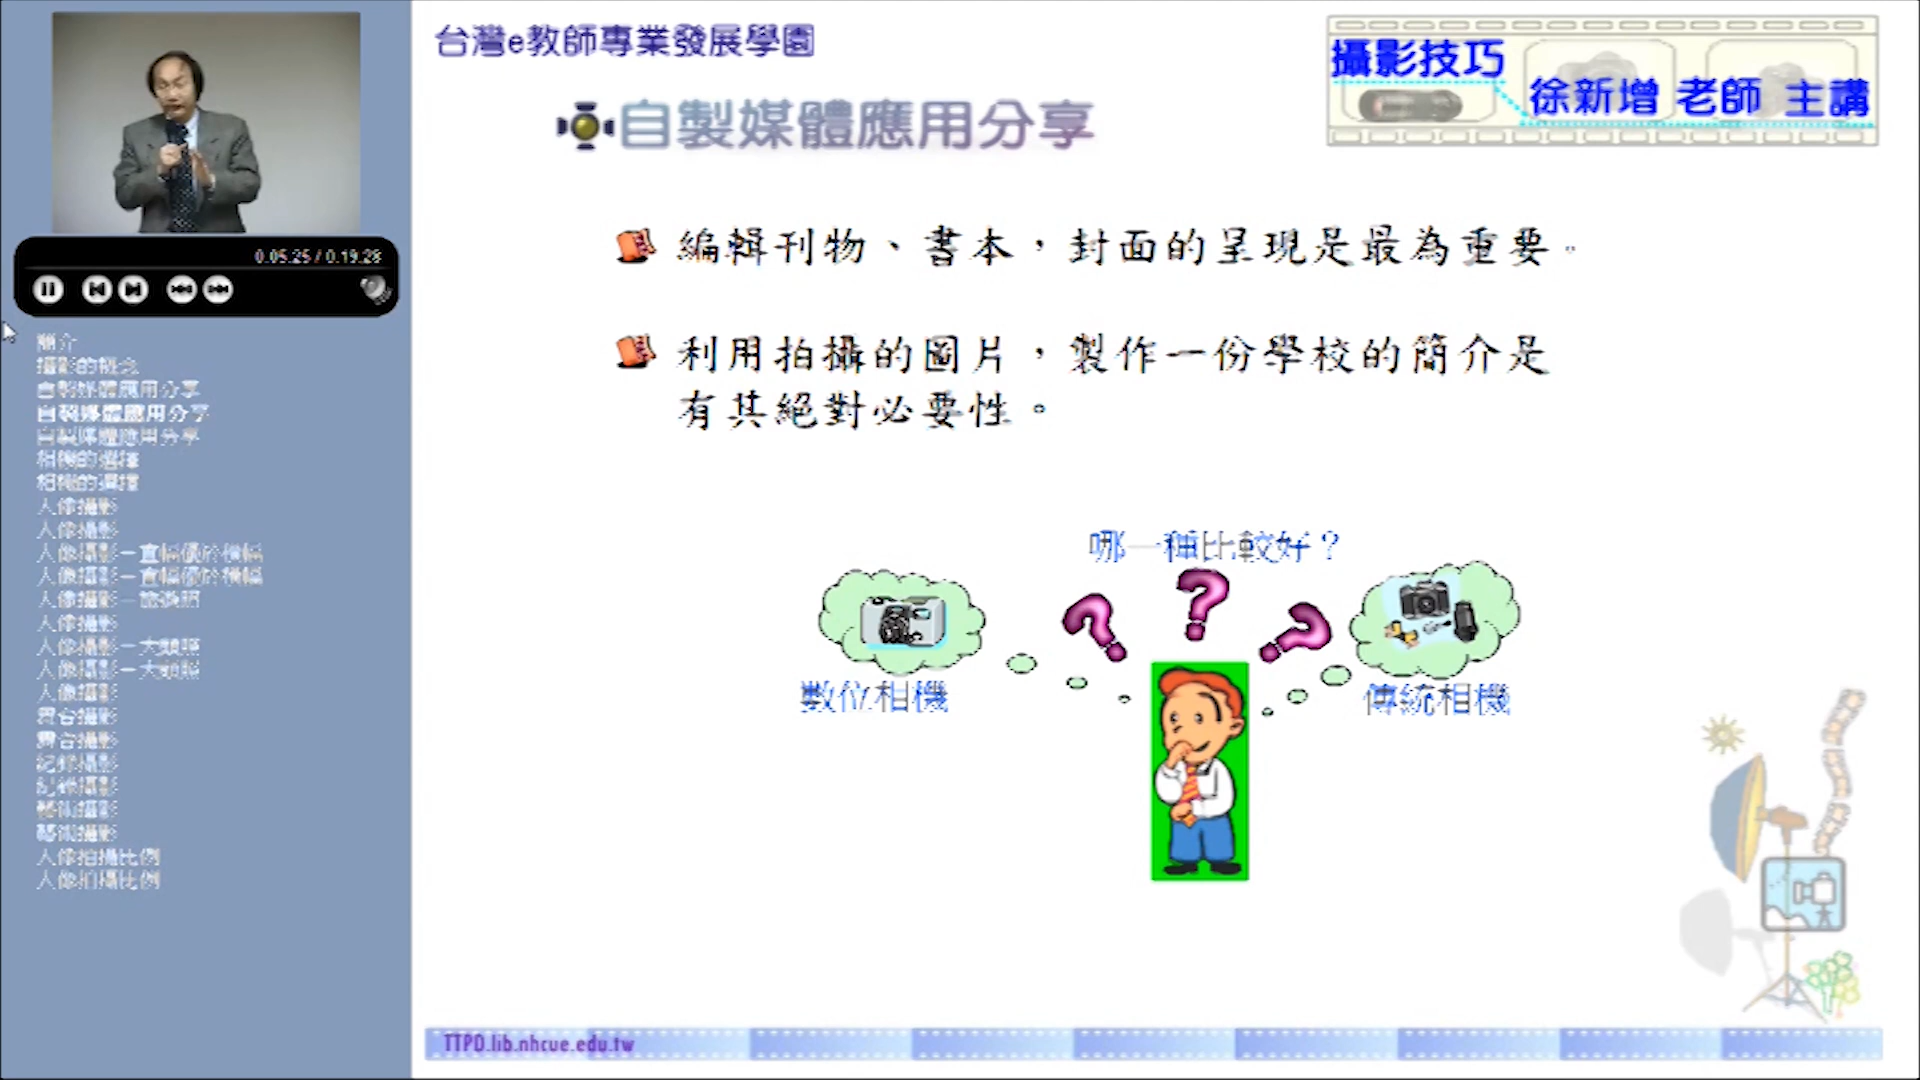 台灣e教師專業發展學園
攝影技巧
徐新增 老師 主講
自製媒體應用分享
0:05:25 / 0:19:28
編輯刊物、書本,封面的呈現是最為重要。
利用拍攝的圖片,製作一份學校的簡介是
有其絕對必要性。
哪一種比較好?
數位相機
傳統相機
簡介
攝影的概念
自製媒體應用分享
自製媒體應用分享
自製媒體應用分享
相機的選擇
相機的選擇
人像攝影
人像攝影
人像攝影-直幅優於橫幅
人像攝影-直幅優於橫幅
人像攝影-旅遊照
人像攝影
人像攝影-大頭照
人像攝影-大頭照
人像攝影
舞台攝影
舞台攝影
紀錄攝影
紀錄攝影
藝術攝影
藝術攝影
人像拍攝比例
人像拍攝比例
TTPD.lib.nhcue.edu.tw